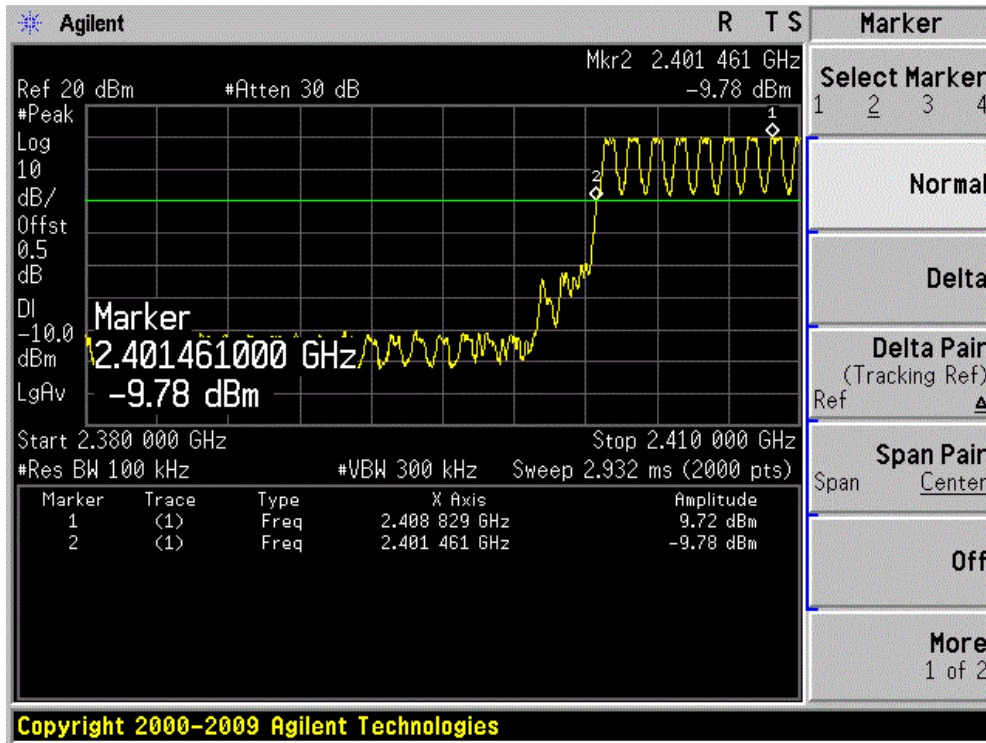 Agilent R T S
Mkr2 2.401 461 GHz
Ref 20 dBm #Atten 30 dB -9.78 dBm
#Peak
Log
10
dB/
Offst
0.5
dB
DI
-10.0
dBm
LgAv
1
2
Marker
2.401461000 GHz
-9.78 dBm
Start 2.380 000 GHz Stop 2.410 000 GHz
#Res BW 100 kHz #VBW 300 kHz Sweep 2.932 ms (2000 pts)
Marker Trace Type X Axis Amplitude
1 (1) Freq 2.408 829 GHz 9.72 dBm
2 (1) Freq 2.401 461 GHz -9.78 dBm
Copyright 2000-2009 Agilent Technologies
Marker
Select Marker
1 2 3 4
Normal
Delta
Delta Pair
(Tracking Ref)
Ref Δ
Span Pair
Span Center
Off
More
1 of 2